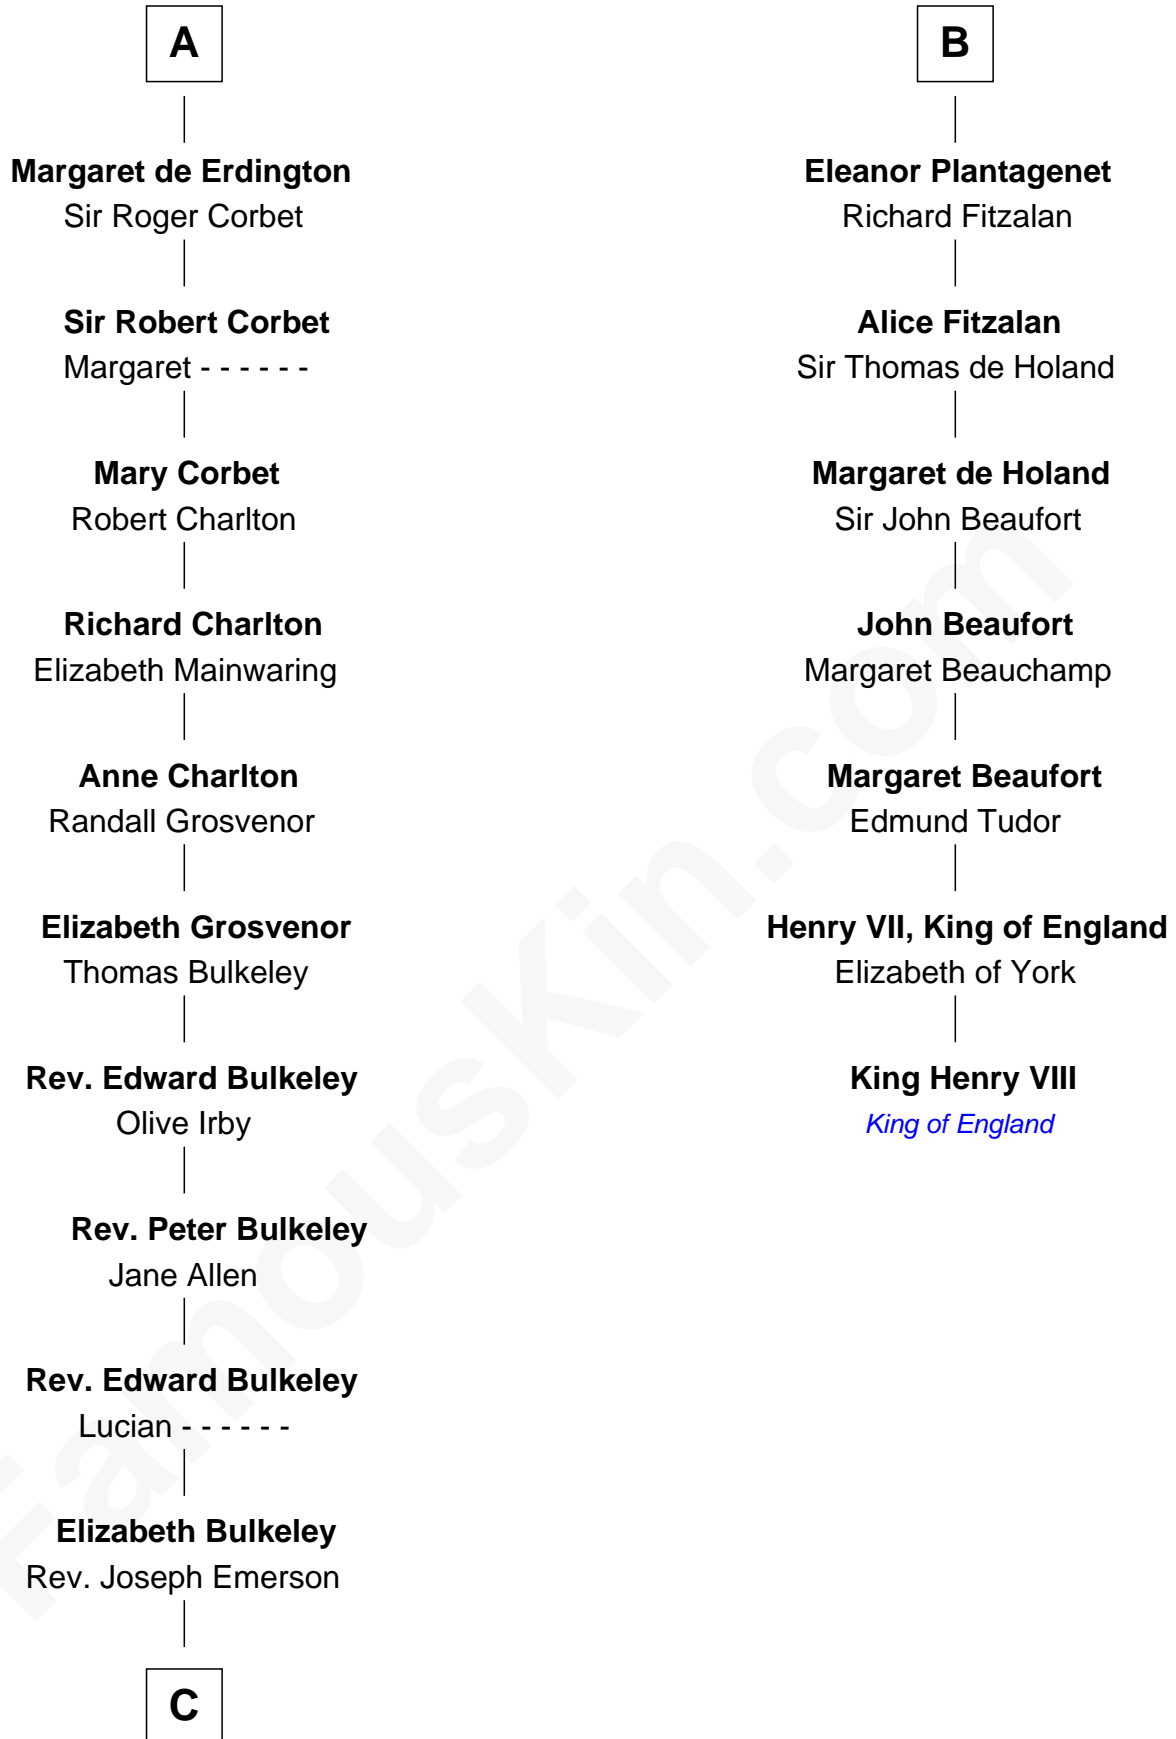 A
Margaret de Erdington
Sir Roger Corbet
Sir Robert Corbet
Margaret - - - - - -
Mary Corbet
Robert Charlton
Richard Charlton
Elizabeth Mainwaring
Anne Charlton
Randall Grosvenor
Elizabeth Grosvenor
Thomas Bulkeley
Rev. Edward Bulkeley
Olive Irby
Rev. Peter Bulkeley
Jane Allen
Rev. Edward Bulkeley
Lucian - - - - - -
Elizabeth Bulkeley
Rev. Joseph Emerson
C
B
Eleanor Plantagenet
Richard Fitzalan
Alice Fitzalan
Sir Thomas de Holand
Margaret de Holand
Sir John Beaufort
John Beaufort
Margaret Beauchamp
Margaret Beaufort
Edmund Tudor
Henry VII, King of England
Elizabeth of York
King Henry VIII
King of England
FamousKin.com